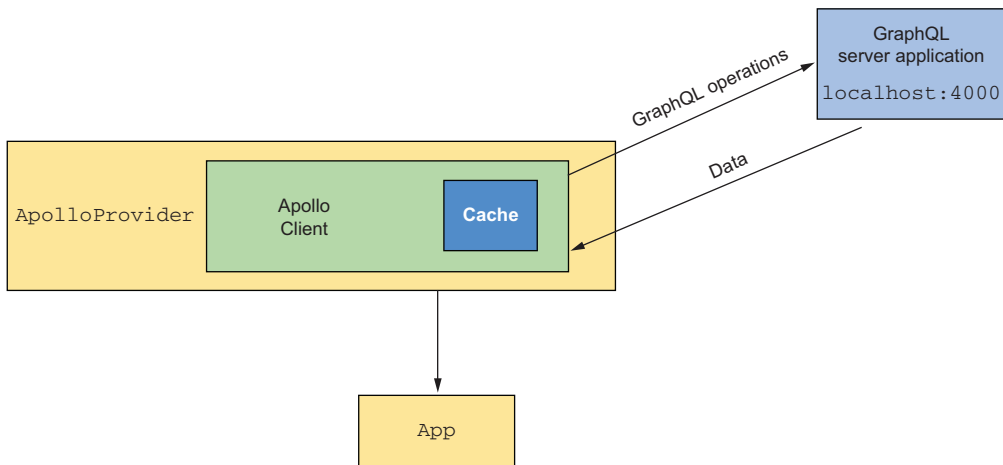 GraphQL
server application
localhost:4000
GraphQL operations
Data
ApolloProvider
Apollo
Client
Cache
App